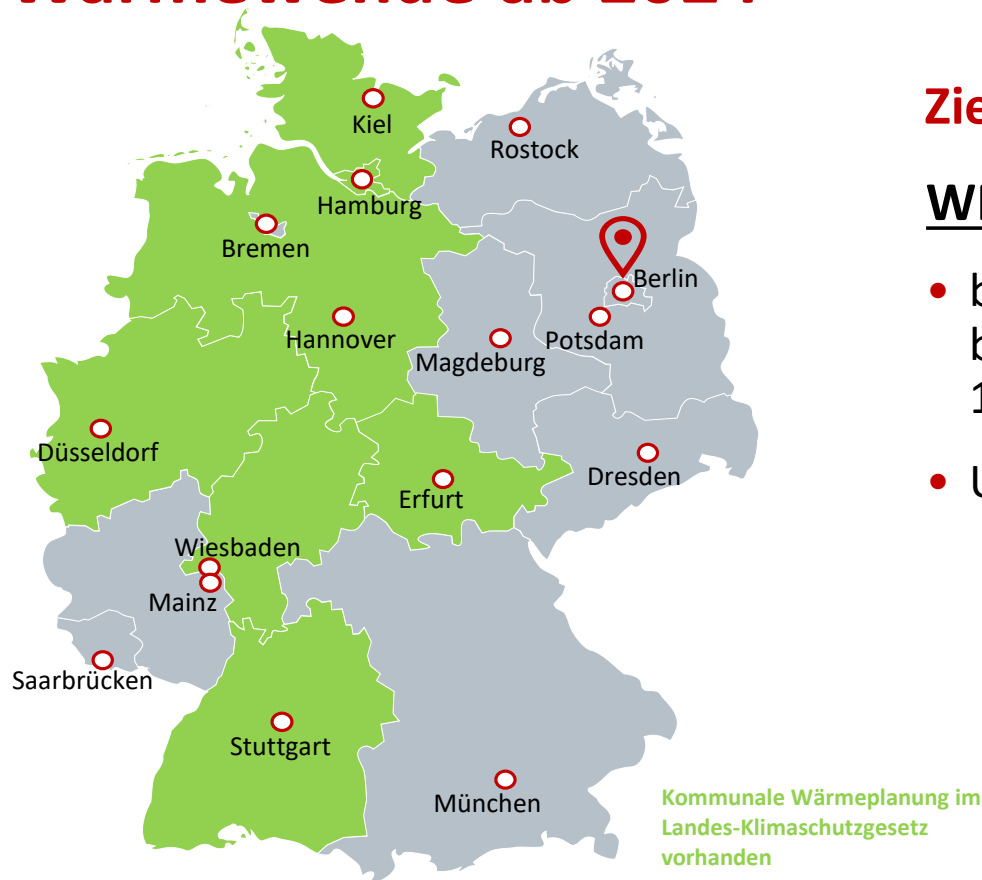 Kiel
Rostock
Hamburg
Bremen
Berlin
Hannover
Potsdam
Magdeburg
Düsseldorf
Dresden
Erfurt
Wiesbaden
Mainz
Saarbrücken
Stuttgart
München
Kommunale Wärmeplanung im
Landes-Klimaschutzgesetz
vorhanden